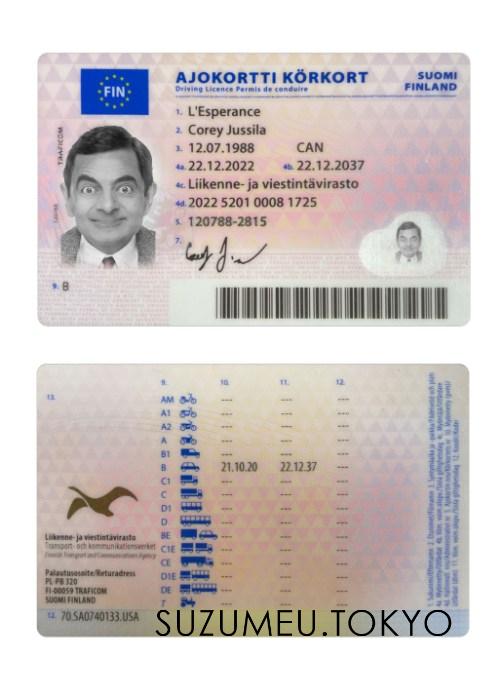 FIN
AJOKORTTI KÖRKORT
SUOMI
FINLAND
Driving Licence Permis de conduire
TRAFICOM
1. L'Esperance
2. Corey Jussila
3. 12.07.1988 CAN
4a. 22.12.2022 4b. 22.12.2037
4c. Liikenne- ja viestintävirasto
4d. 2022 5201 0008 1725
5. 120788-2815
7.
9. B
9. 10. 11. 12.
13.
AM --- --- ---
A1 --- --- ---
A2 --- --- ---
A --- --- ---
B1 --- --- ---
B 21.10.20 22.12.37 ---
C1 --- --- ---
C --- --- ---
D1 --- --- ---
D --- --- ---
BE --- --- ---
C1E --- --- ---
CE --- --- ---
D1E --- --- ---
DE --- --- ---
T --- --- ---
Liikenne- ja viestintävirasto
Transport- och kommunikationsverket
Finnish Transport and Communications Agency
Palautusosoite/Returadress
PL-PB 320
FI-00059 TRAFICOM
SUOMI FINLAND
12. 70.SA0740133.USA
SUZUMEU.TOKYO